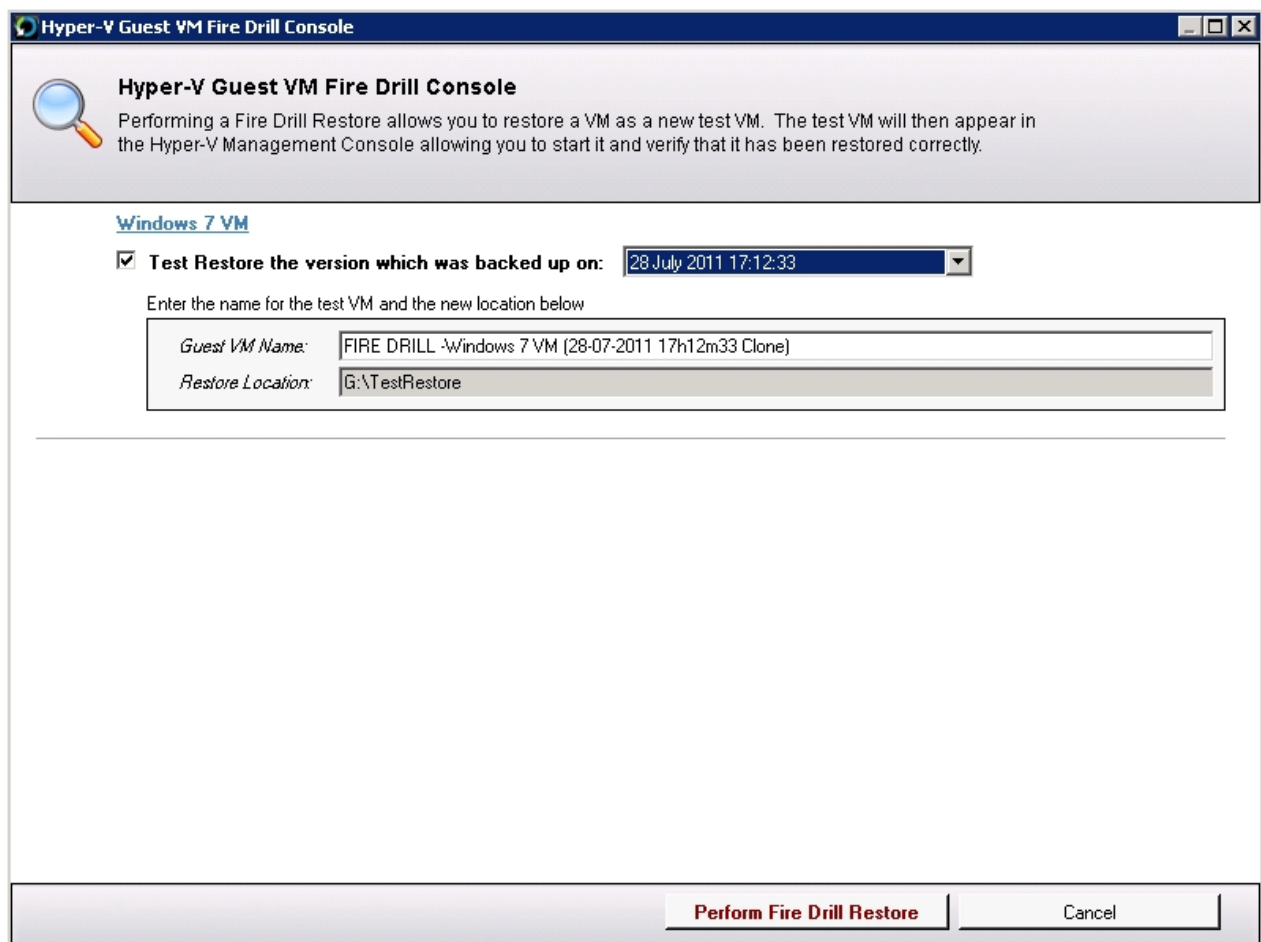 Hyper-V Guest VM Fire Drill Console
Hyper-V Guest VM Fire Drill Console
Performing a Fire Drill Restore allows you to restore a VM as a new test VM. The test VM will then appear in
the Hyper-V Management Console allowing you to start it and verify that it has been restored correctly.
Windows 7 VM
Test Restore the version which was backed up on: 28 July 2011 17:12:33
Enter the name for the test VM and the new location below
Guest VM Name: FIRE DRILL -Windows 7 VM (28-07-2011 17h12m33 Clone)
Restore Location: G:\TestRestore
Perform Fire Drill Restore Cancel